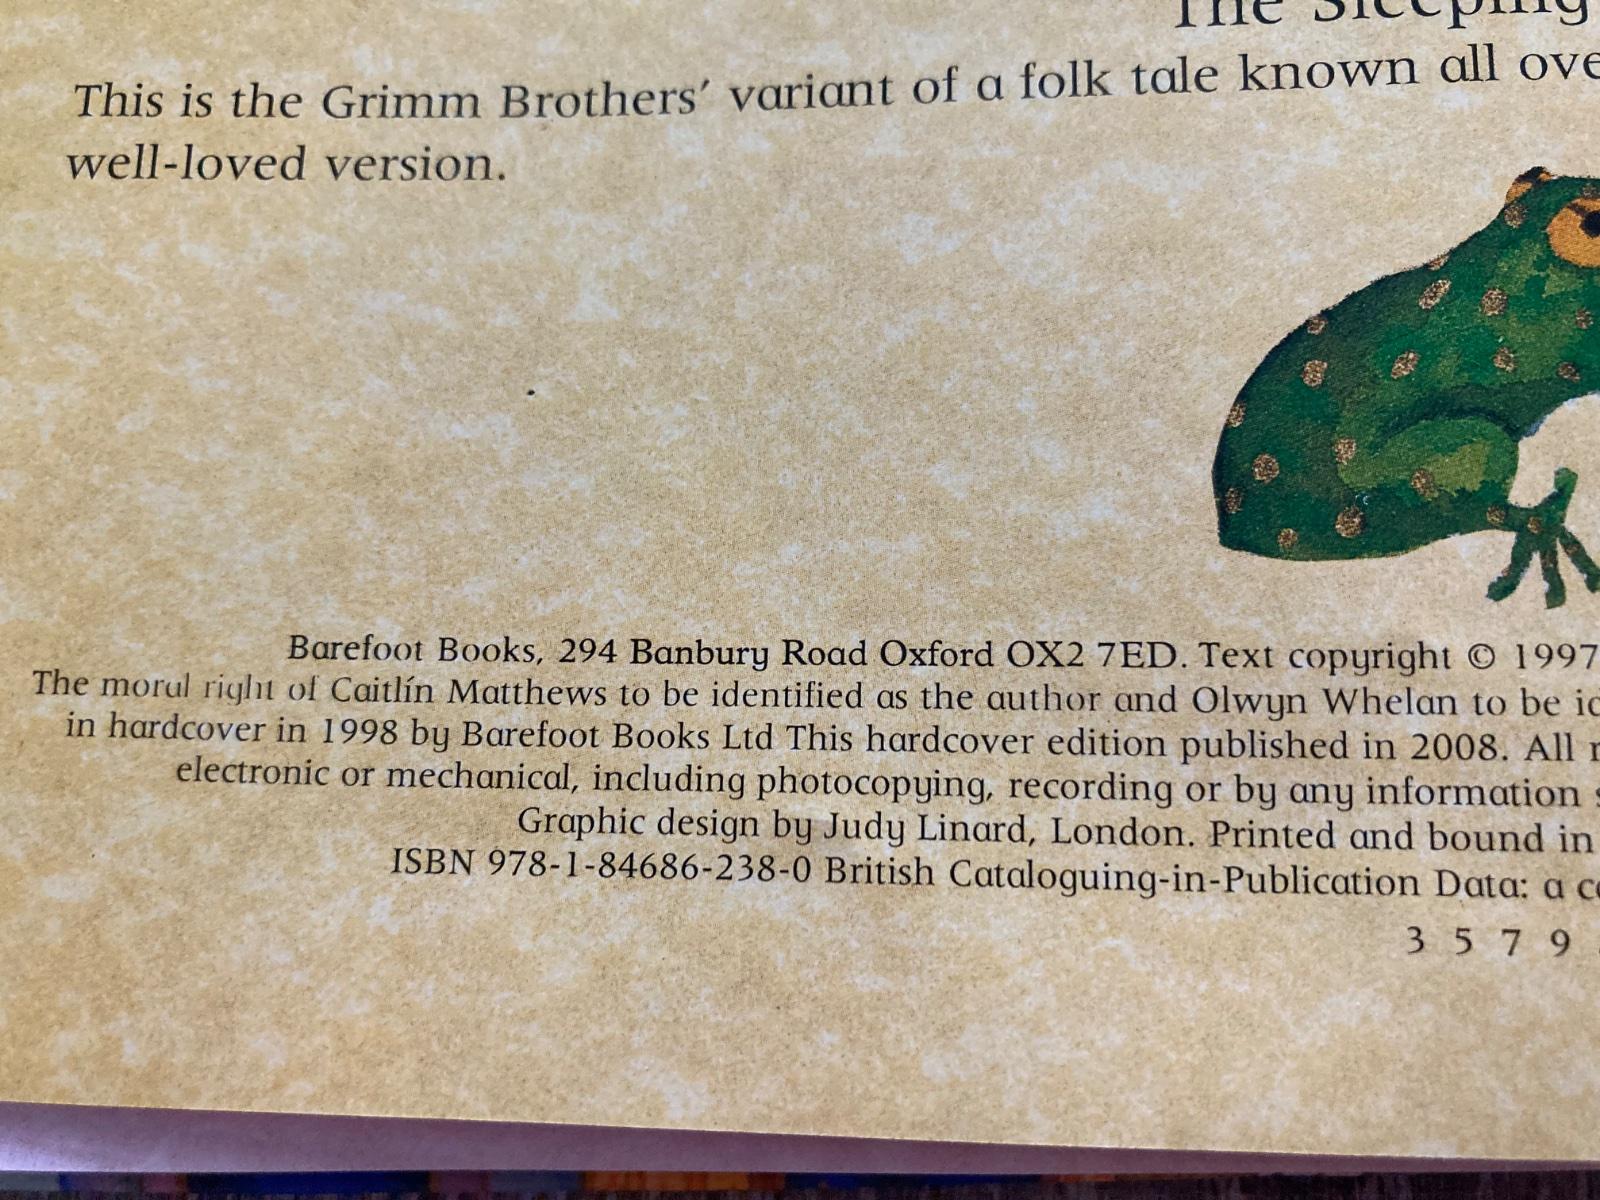 The Sleeping
This is the Grimm Brothers' variant of a folk tale known all ove
well-loved version.
Barefoot Books, 294 Banbury Road Oxford OX2 7ED. Text copyright © 1997
The moral right of Caitlín Matthews to be identified as the author and Olwyn Whelan to be id
in hardcover in 1998 by Barefoot Books Ltd This hardcover edition published in 2008. All r
electronic or mechanical, including photocopying, recording or by any information s
Graphic design by Judy Linard, London. Printed and bound in
ISBN 978-1-84686-238-0 British Cataloguing-in-Publication Data: a c
3 5 7 9